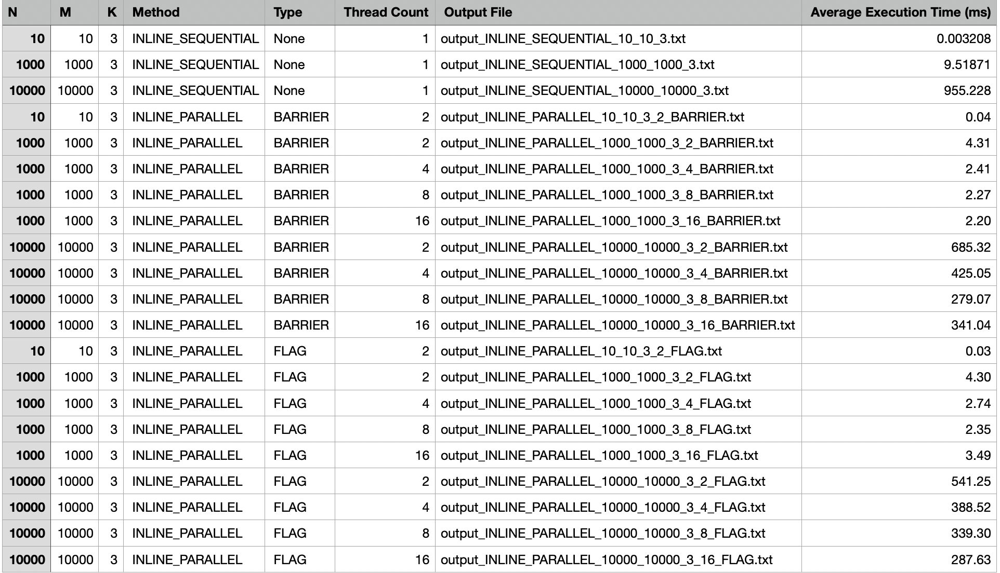 N M K Method Type Thread Count Output File Average Execution Time (ms)
10 10 3 INLINE_SEQUENTIAL None 1 output_INLINE_SEQUENTIAL_10_10_3.txt 0.003208
1000 1000 3 INLINE_SEQUENTIAL None 1 output_INLINE_SEQUENTIAL_1000_1000_3.txt 9.51871
10000 10000 3 INLINE_SEQUENTIAL None 1 output_INLINE_SEQUENTIAL_10000_10000_3.txt 955.228
10 10 3 INLINE_PARALLEL BARRIER 2 output_INLINE_PARALLEL_10_10_3_2_BARRIER.txt 0.04
1000 1000 3 INLINE_PARALLEL BARRIER 2 output_INLINE_PARALLEL_1000_1000_3_2_BARRIER.txt 4.31
1000 1000 3 INLINE_PARALLEL BARRIER 4 output_INLINE_PARALLEL_1000_1000_3_4_BARRIER.txt 2.41
1000 1000 3 INLINE_PARALLEL BARRIER 8 output_INLINE_PARALLEL_1000_1000_3_8_BARRIER.txt 2.27
1000 1000 3 INLINE_PARALLEL BARRIER 16 output_INLINE_PARALLEL_1000_1000_3_16_BARRIER.txt 2.20
10000 10000 3 INLINE_PARALLEL BARRIER 2 output_INLINE_PARALLEL_10000_10000_3_2_BARRIER.txt 685.32
10000 10000 3 INLINE_PARALLEL BARRIER 4 output_INLINE_PARALLEL_10000_10000_3_4_BARRIER.txt 425.05
10000 10000 3 INLINE_PARALLEL BARRIER 8 output_INLINE_PARALLEL_10000_10000_3_8_BARRIER.txt 279.07
10000 10000 3 INLINE_PARALLEL BARRIER 16 output_INLINE_PARALLEL_10000_10000_3_16_BARRIER.txt 341.04
10 10 3 INLINE_PARALLEL FLAG 2 output_INLINE_PARALLEL_10_10_3_2_FLAG.txt 0.03
1000 1000 3 INLINE_PARALLEL FLAG 2 output_INLINE_PARALLEL_1000_1000_3_2_FLAG.txt 4.30
1000 1000 3 INLINE_PARALLEL FLAG 4 output_INLINE_PARALLEL_1000_1000_3_4_FLAG.txt 2.74
1000 1000 3 INLINE_PARALLEL FLAG 8 output_INLINE_PARALLEL_1000_1000_3_8_FLAG.txt 2.35
1000 1000 3 INLINE_PARALLEL FLAG 16 output_INLINE_PARALLEL_1000_1000_3_16_FLAG.txt 3.49
10000 10000 3 INLINE_PARALLEL FLAG 2 output_INLINE_PARALLEL_10000_10000_3_2_FLAG.txt 541.25
10000 10000 3 INLINE_PARALLEL FLAG 4 output_INLINE_PARALLEL_10000_10000_3_4_FLAG.txt 388.52
10000 10000 3 INLINE_PARALLEL FLAG 8 output_INLINE_PARALLEL_10000_10000_3_8_FLAG.txt 339.30
10000 10000 3 INLINE_PARALLEL FLAG 16 output_INLINE_PARALLEL_10000_10000_3_16_FLAG.txt 287.63